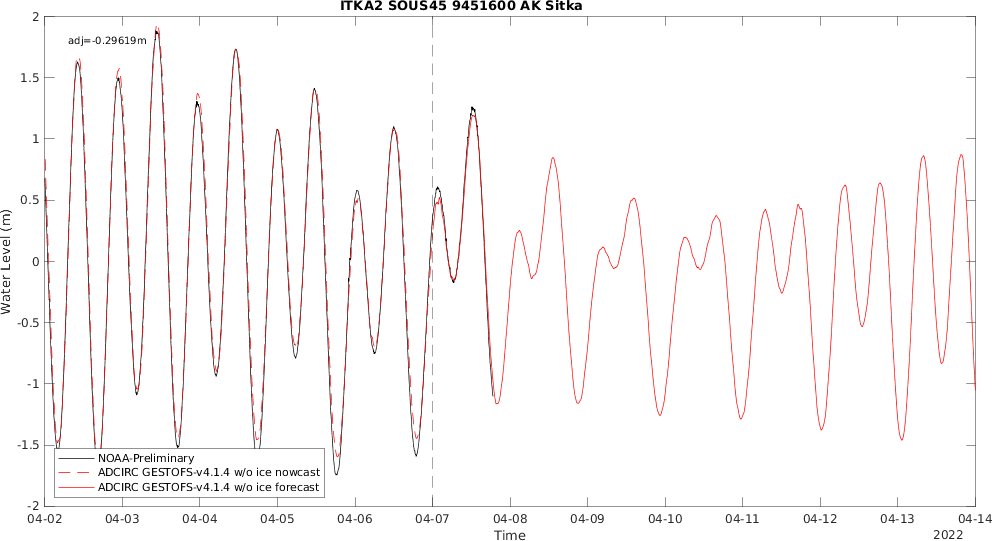 ITKA2 SOUS45 9451600 AK Sitka
adj=-0.29619m
2
1.5
1
0.5
0
-0.5
-1
-1.5
-2
Water Level (m)
NOAA-Preliminary
ADCIRC GESTOFS-v4.1.4 w/o ice nowcast
ADCIRC GESTOFS-v4.1.4 w/o ice forecast
04-02 04-03 04-04 04-05 04-06 04-07 04-08 04-09 04-10 04-11 04-12 04-13 04-14
Time
2022